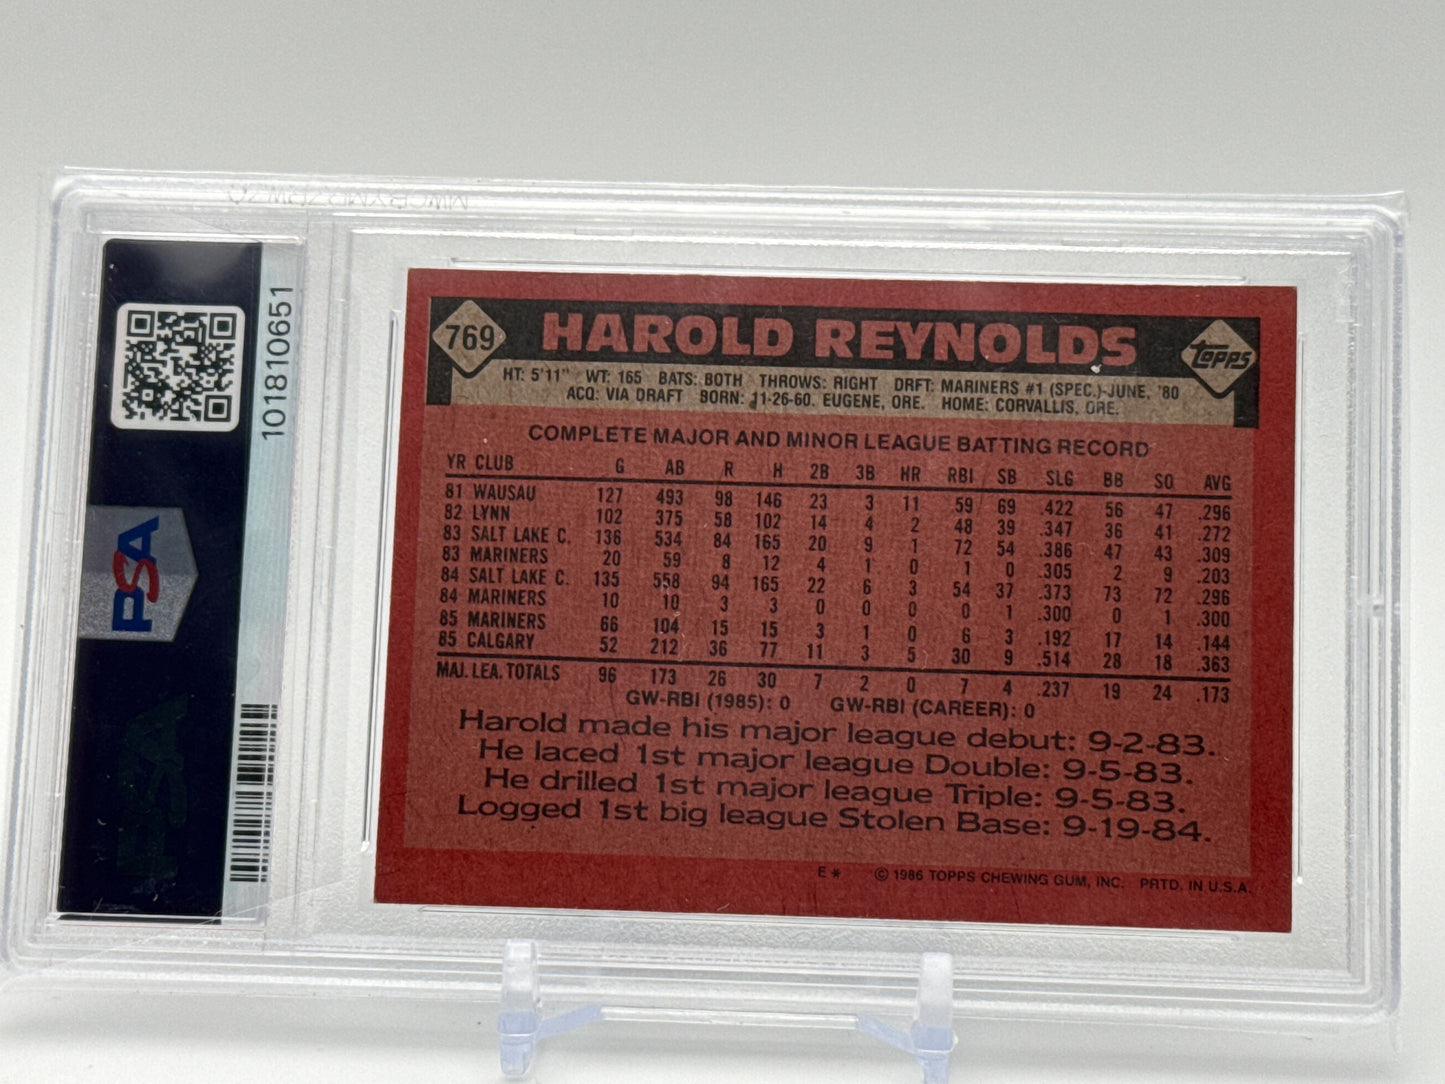 101810651
PSA
769
HAROLD REYNOLDS
Topps
HT: 5'11" WT: 165 BATS: BOTH THROWS: RIGHT DRFT: MARINERS #1 (SPEC.)-JUNE, '80
ACQ: VIA DRAFT BORN: 11-26-60, EUGENE, ORE. HOME: CORVALLIS, ORE.
COMPLETE MAJOR AND MINOR LEAGUE BATTING RECORD
YR CLUB G AB R H 2B 3B HR RBI SB SLG BB SO AVG
81 WAUSAU 127 493 98 146 23 3 11 59 69 .422 56 47 .296
82 LYNN 102 375 58 102 14 4 2 48 39 .347 36 41 .272
83 SALT LAKE C. 136 534 84 165 20 9 1 72 54 .386 47 43 .309
83 MARINERS 20 59 8 12 4 1 0 1 0 .305 2 9 .203
84 SALT LAKE C. 135 558 94 165 22 6 3 54 37 .373 73 72 .296
84 MARINERS 10 10 3 3 0 0 0 0 1 .300 0 1 .300
85 MARINERS 66 104 15 15 3 1 0 6 3 .192 17 14 .144
85 CALGARY 52 212 36 77 11 3 5 30 9 .514 28 18 .363
MAJ. LEA. TOTALS 96 173 26 30 7 2 0 7 4 .237 19 24 .173
GW-RBI (1985): 0 GW-RBI (CAREER): 0
Harold made his major league debut: 9-2-83.
He laced 1st major league Double: 9-5-83.
He drilled 1st major league Triple: 9-5-83.
Logged 1st big league Stolen Base: 9-19-84.
E* © 1986 TOPPS CHEWING GUM, INC. PRTD. IN U.S.A.